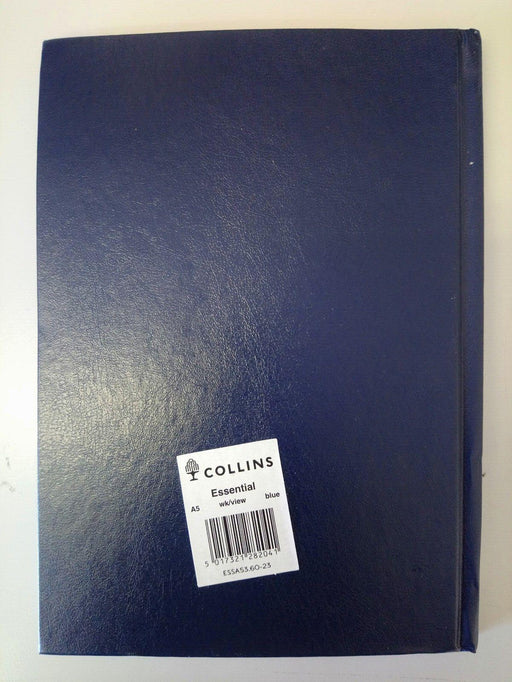 COLLINS
Essential
A5 wk/view blue
5 017321 282041
ESSA53.60-23